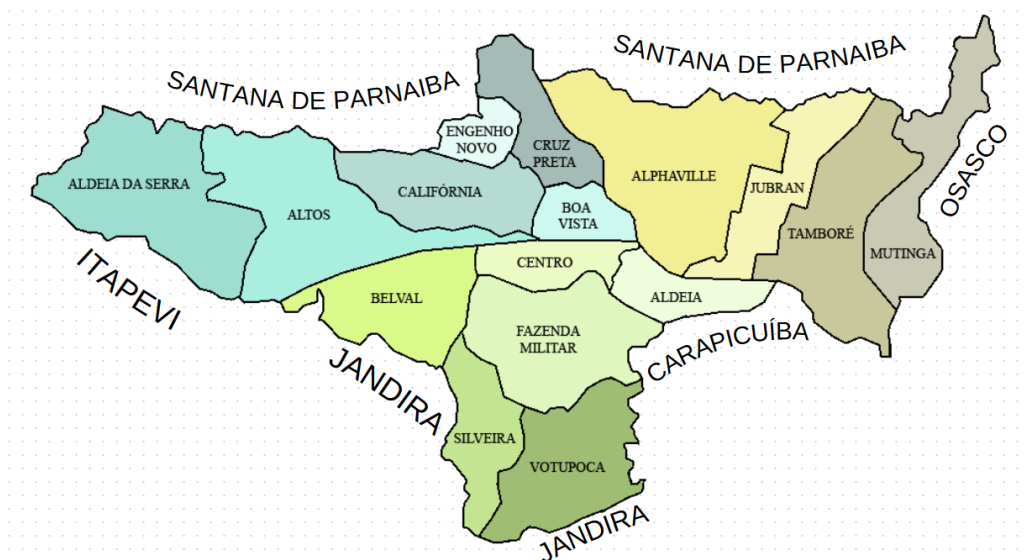 SANTANA DE PARNAIBA
SANTANA DE PARNAIBA
ENGENHO
NOVO
CRUZ
PRETA
ALDEIA DA SERRA
ALTOS
CALIFÓRNIA
BOA
VISTA
ALPHAVILLE
JUBRAN
TAMBORÉ
MUTINGA
OSASCO
ITAPEVI
BELVAL
CENTRO
ALDEIA
FAZENDA
MILITAR
CARAPICUÍBA
JANDIRA
SILVEIRA
VOTUPOCA
JANDIRA